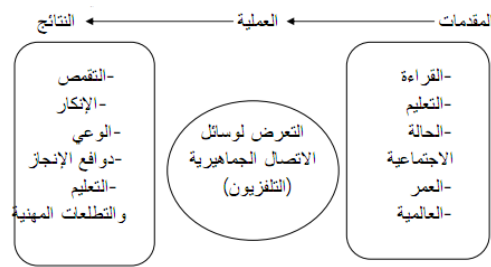 لمقدمات
العملية
النتائج
-القراءة
-التعليم
-الحالة
الاجتماعية
-العمر
-العالمية
التعرض لوسائل
الاتصال الجماهيرية
(التلفزيون)
-التقمص
-الإنكار
-الوعي
-دوافع الإنجاز
-التعليم
والتطلعات المهنية